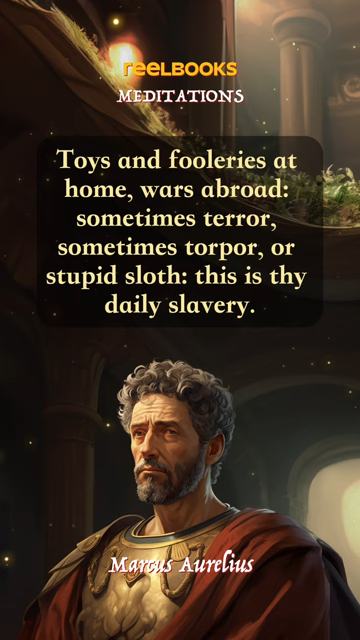 reelbooks
MEDITATIONS
Toys and fooleries at
home, wars abroad:
sometimes terror,
sometimes torpor, or
stupid sloth: this is thy
daily slavery.
Marcus Aurelius